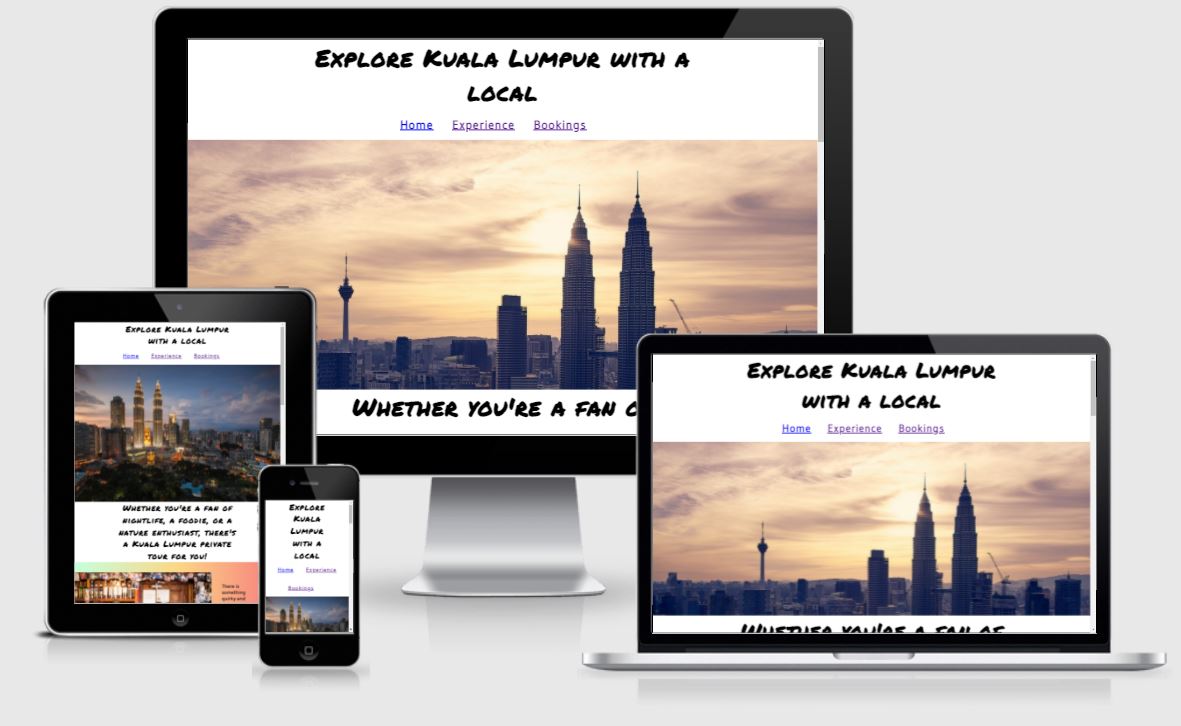 Explore Kuala Lumpur with a
local
Home Experience Bookings
Whether you're a fan o
Explore Kuala Lumpur
with a local
Home Experience Bookings
Whether you're a fan of
nightlife, a foodie, or a
nature enthusiast, there's
a Kuala Lumpur private
tour for you!
There is
something
quirky and
Explore
Kuala
Lumpur
with a
local
Home Experience
Bookings
Explore Kuala Lumpur
with a local
Home Experience Bookings
Whether you're a fan of